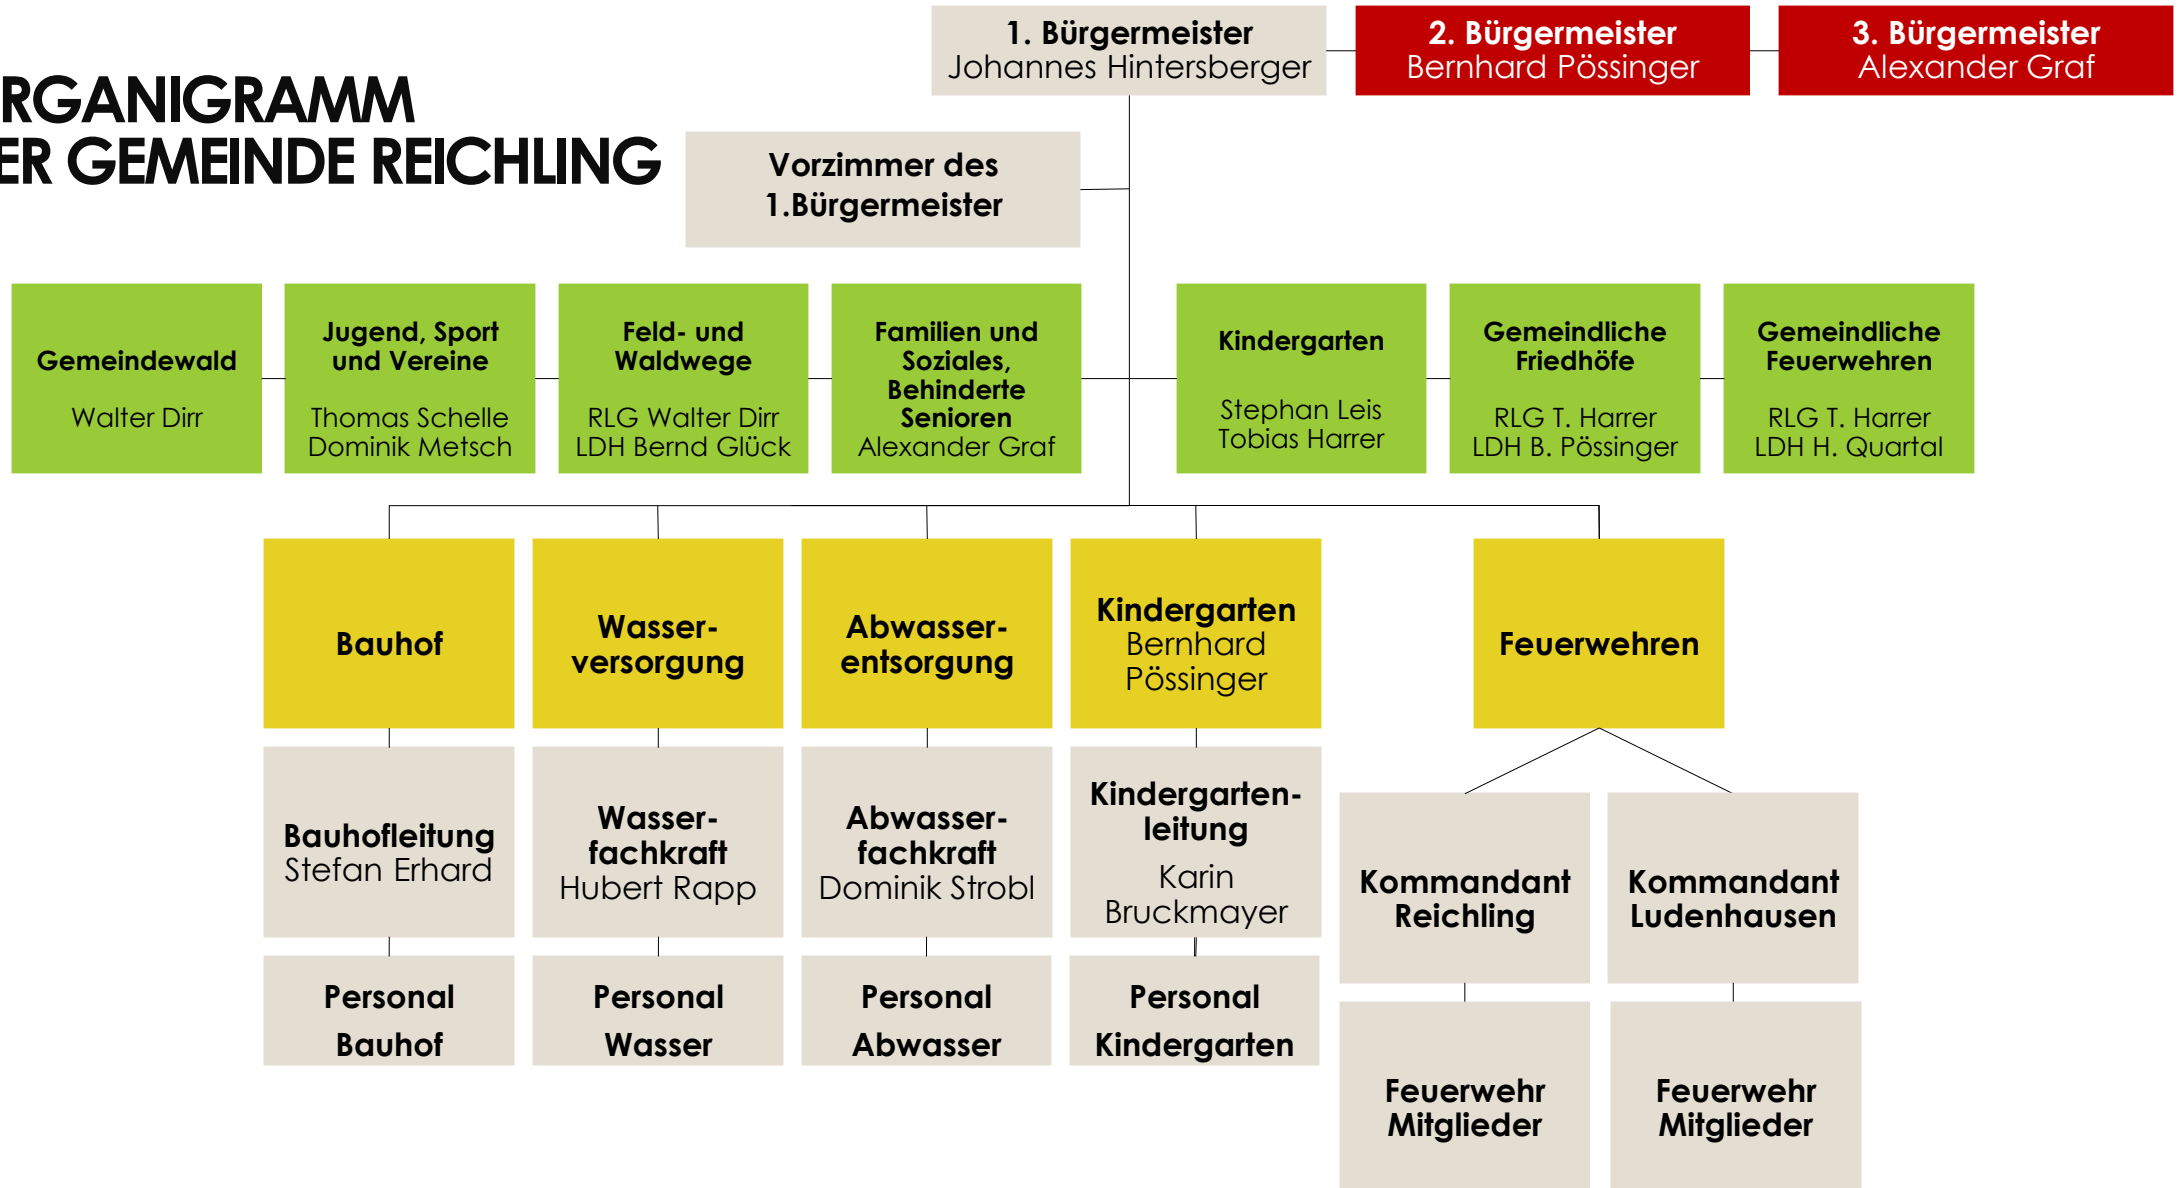 1. Bürgermeister
Johannes Hintersberger
2. Bürgermeister
Bernhard Pössinger
3. Bürgermeister
Alexander Graf
RGANIGRAMM
ER GEMEINDE REICHLING
Vorzimmer des
1.Bürgermeister
Gemeindewald
Walter Dirr
Jugend, Sport
und Vereine
Thomas Schelle
Dominik Metsch
Feld- und
Waldwege
RLG Walter Dirr
LDH Bernd Glück
Familien und
Soziales,
Behinderte
Senioren
Alexander Graf
Kindergarten
Stephan Leis
Tobias Harrer
Gemeindliche
Friedhöfe
RLG T. Harrer
LDH B. Pössinger
Gemeindliche
Feuerwehren
RLG T. Harrer
LDH H. Quartal
Bauhof
Wasser-
versorgung
Abwasser-
entsorgung
Kindergarten
Bernhard
Pössinger
Feuerwehren
Bauhofleitung
Stefan Erhard
Wasser-
fachkraft
Hubert Rapp
Abwasser-
fachkraft
Dominik Strobl
Kindergarten-
leitung
Karin
Bruckmayer
Kommandant
Reichling
Kommandant
Ludenhausen
Personal
Bauhof
Personal
Wasser
Personal
Abwasser
Personal
Kindergarten
Feuerwehr
Mitglieder
Feuerwehr
Mitglieder